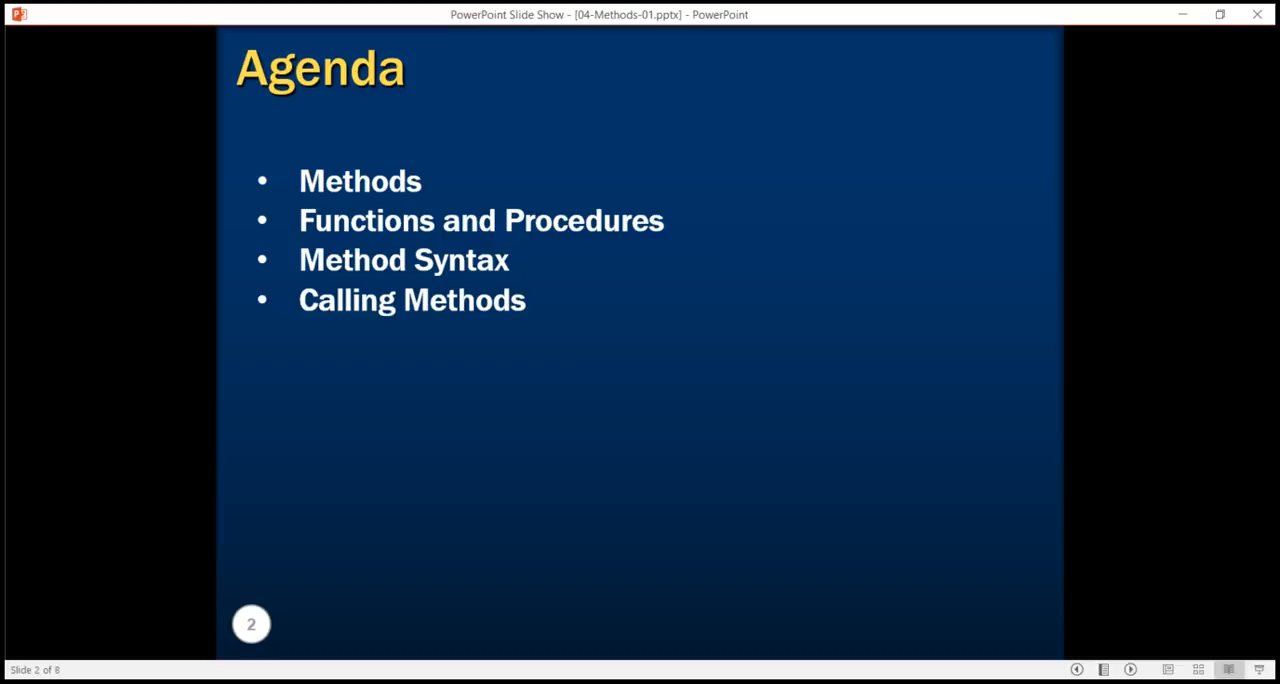 PowerPoint Slide Show - [04-Methods-01.pptx] - PowerPoint
Agenda
• Methods
• Functions and Procedures
• Method Syntax
• Calling Methods
2
Slide 2 of 8